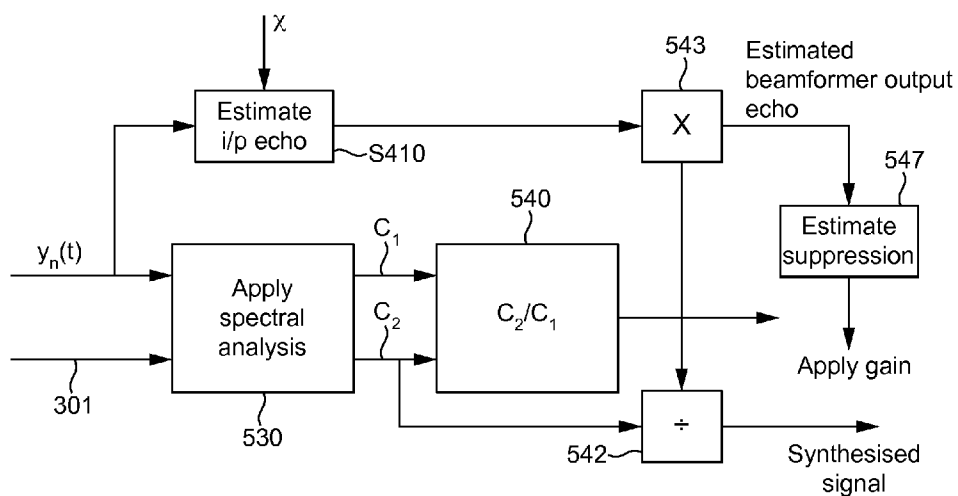 χ
543
Estimated
beamformer output
echo
Estimate
i/p echo
X
S410
547
540
Estimate
suppression
yₙ(t)
C₁
Apply
spectral
analysis
C₂/C₁
C₂
Apply gain
301
÷
530
542
Synthesised
signal